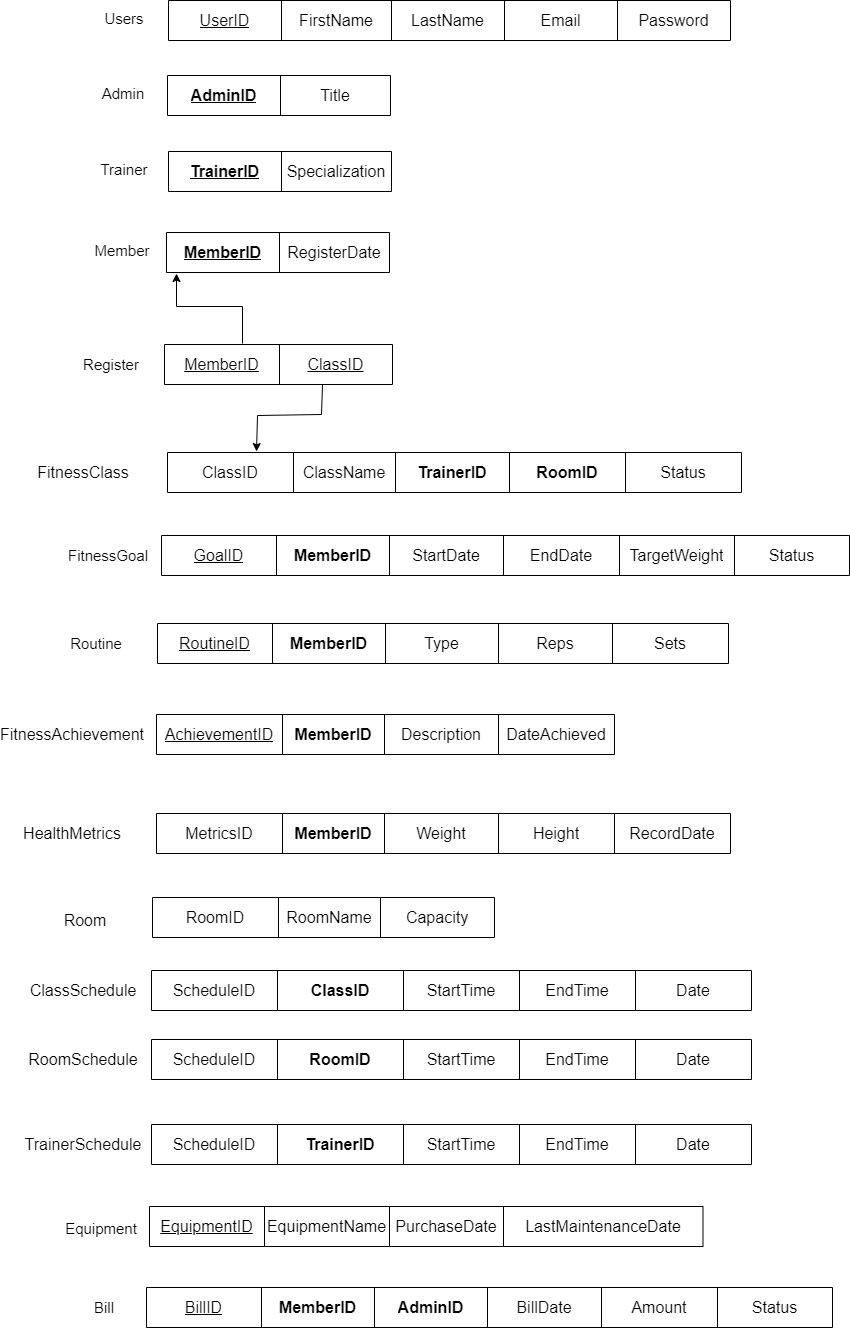 Users UserID FirstName LastName Email Password
Admin AdminID Title
Trainer TrainerID Specialization
Member MemberID RegisterDate
Register MemberID ClassID
FitnessClass ClassID ClassName TrainerID RoomID Status
FitnessGoal GoalID MemberID StartDate EndDate TargetWeight Status
Routine RoutineID MemberID Type Reps Sets
FitnessAchievement AchievementID MemberID Description DateAchieved
HealthMetrics MetricsID MemberID Weight Height RecordDate
Room RoomID RoomName Capacity
ClassSchedule ScheduleID ClassID StartTime EndTime Date
RoomSchedule ScheduleID RoomID StartTime EndTime Date
TrainerSchedule ScheduleID TrainerID StartTime EndTime Date
Equipment EquipmentID EquipmentName PurchaseDate LastMaintenanceDate
Bill BillID MemberID AdminID BillDate Amount Status